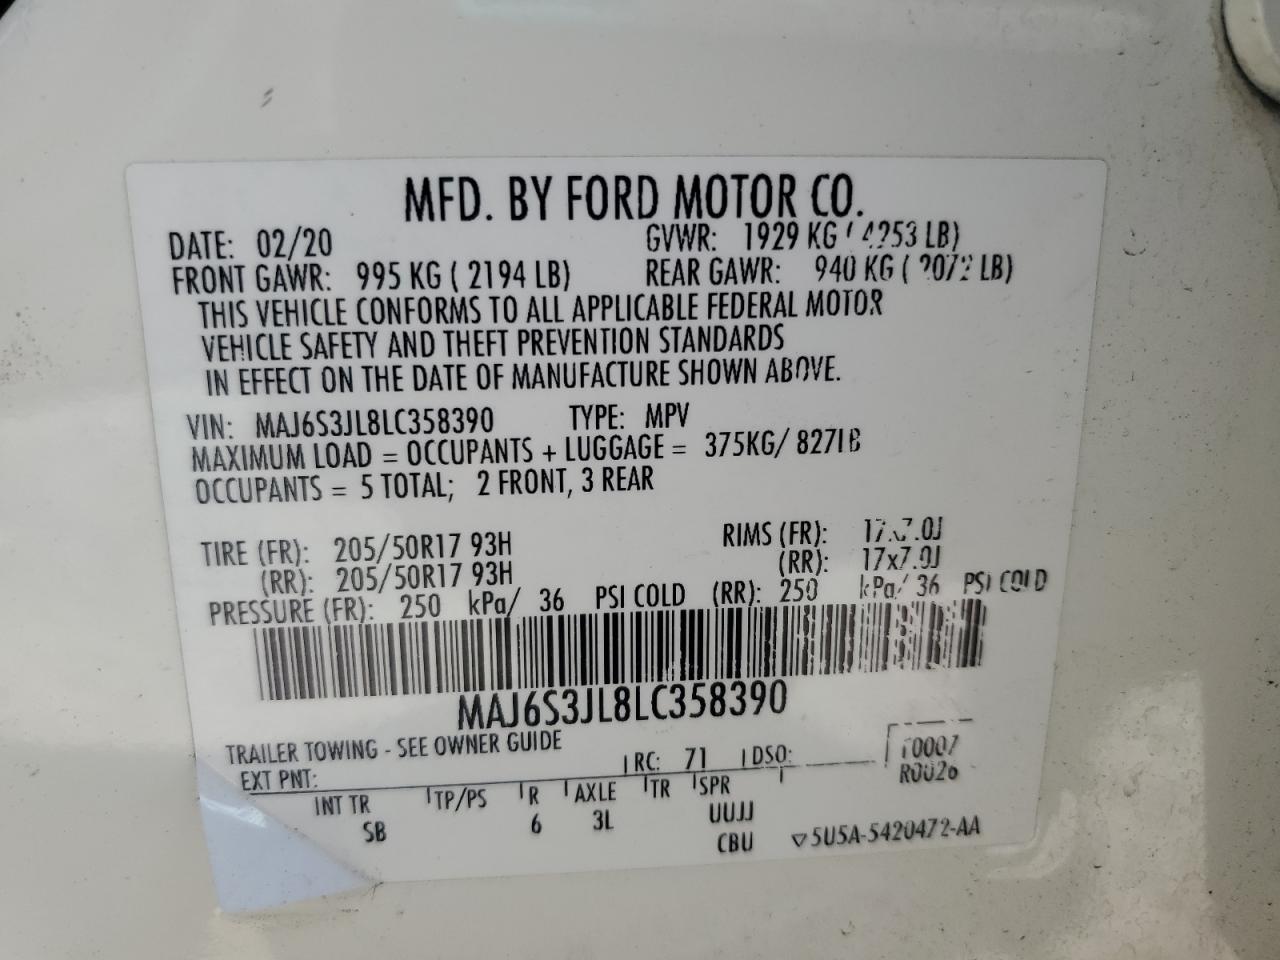 MFD. BY FORD MOTOR CO.
DATE: 02/20 GVWR: 1929 KG ( 4253 LB)
FRONT GAWR: 995 KG ( 2194 LB) REAR GAWR: 940 KG ( 2072 LB)
THIS VEHICLE CONFORMS TO ALL APPLICABLE FEDERAL MOTOR
VEHICLE SAFETY AND THEFT PREVENTION STANDARDS
IN EFFECT ON THE DATE OF MANUFACTURE SHOWN ABOVE.
VIN: MAJ6S3JL8LC358390 TYPE: MPV
MAXIMUM LOAD = OCCUPANTS + LUGGAGE = 375KG/ 827LB
OCCUPANTS = 5 TOTAL; 2 FRONT, 3 REAR
TIRE (FR): 205/50R17 93H RIMS (FR): 17x7.0J
(RR): 205/50R17 93H (RR): 17x7.0J
PRESSURE (FR): 250 kPa/ 36 PSI COLD (RR): 250 kPa/ 36 PSI COLD
MAJ6S3JL8LC358390
TRAILER TOWING - SEE OWNER GUIDE
EXT PNT: RC: 71 DSO:
INT TR TP/PS R AXLE TR SPR
SB 6 3L UUJJ
CBU
T0007
R0026
5U5A-5420472-AA